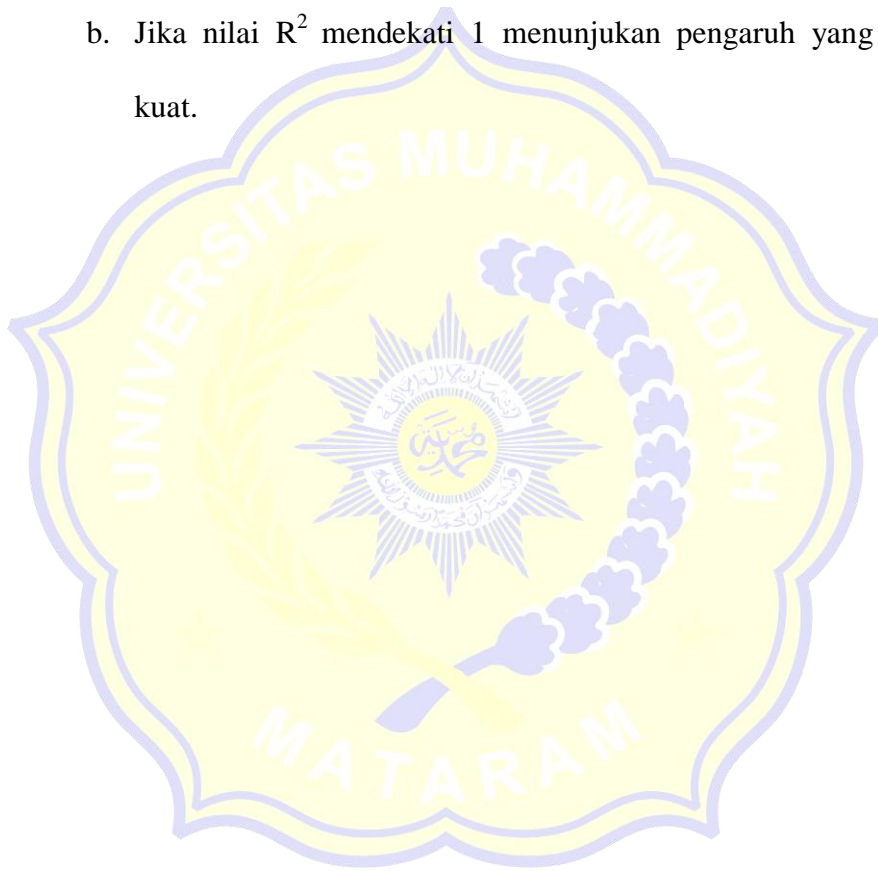 b. Jika nilai R² mendekati 1 menunjukan pengaruh yang
kuat.
UNIVERSITAS MUHAMMADIYAH
MATARAM